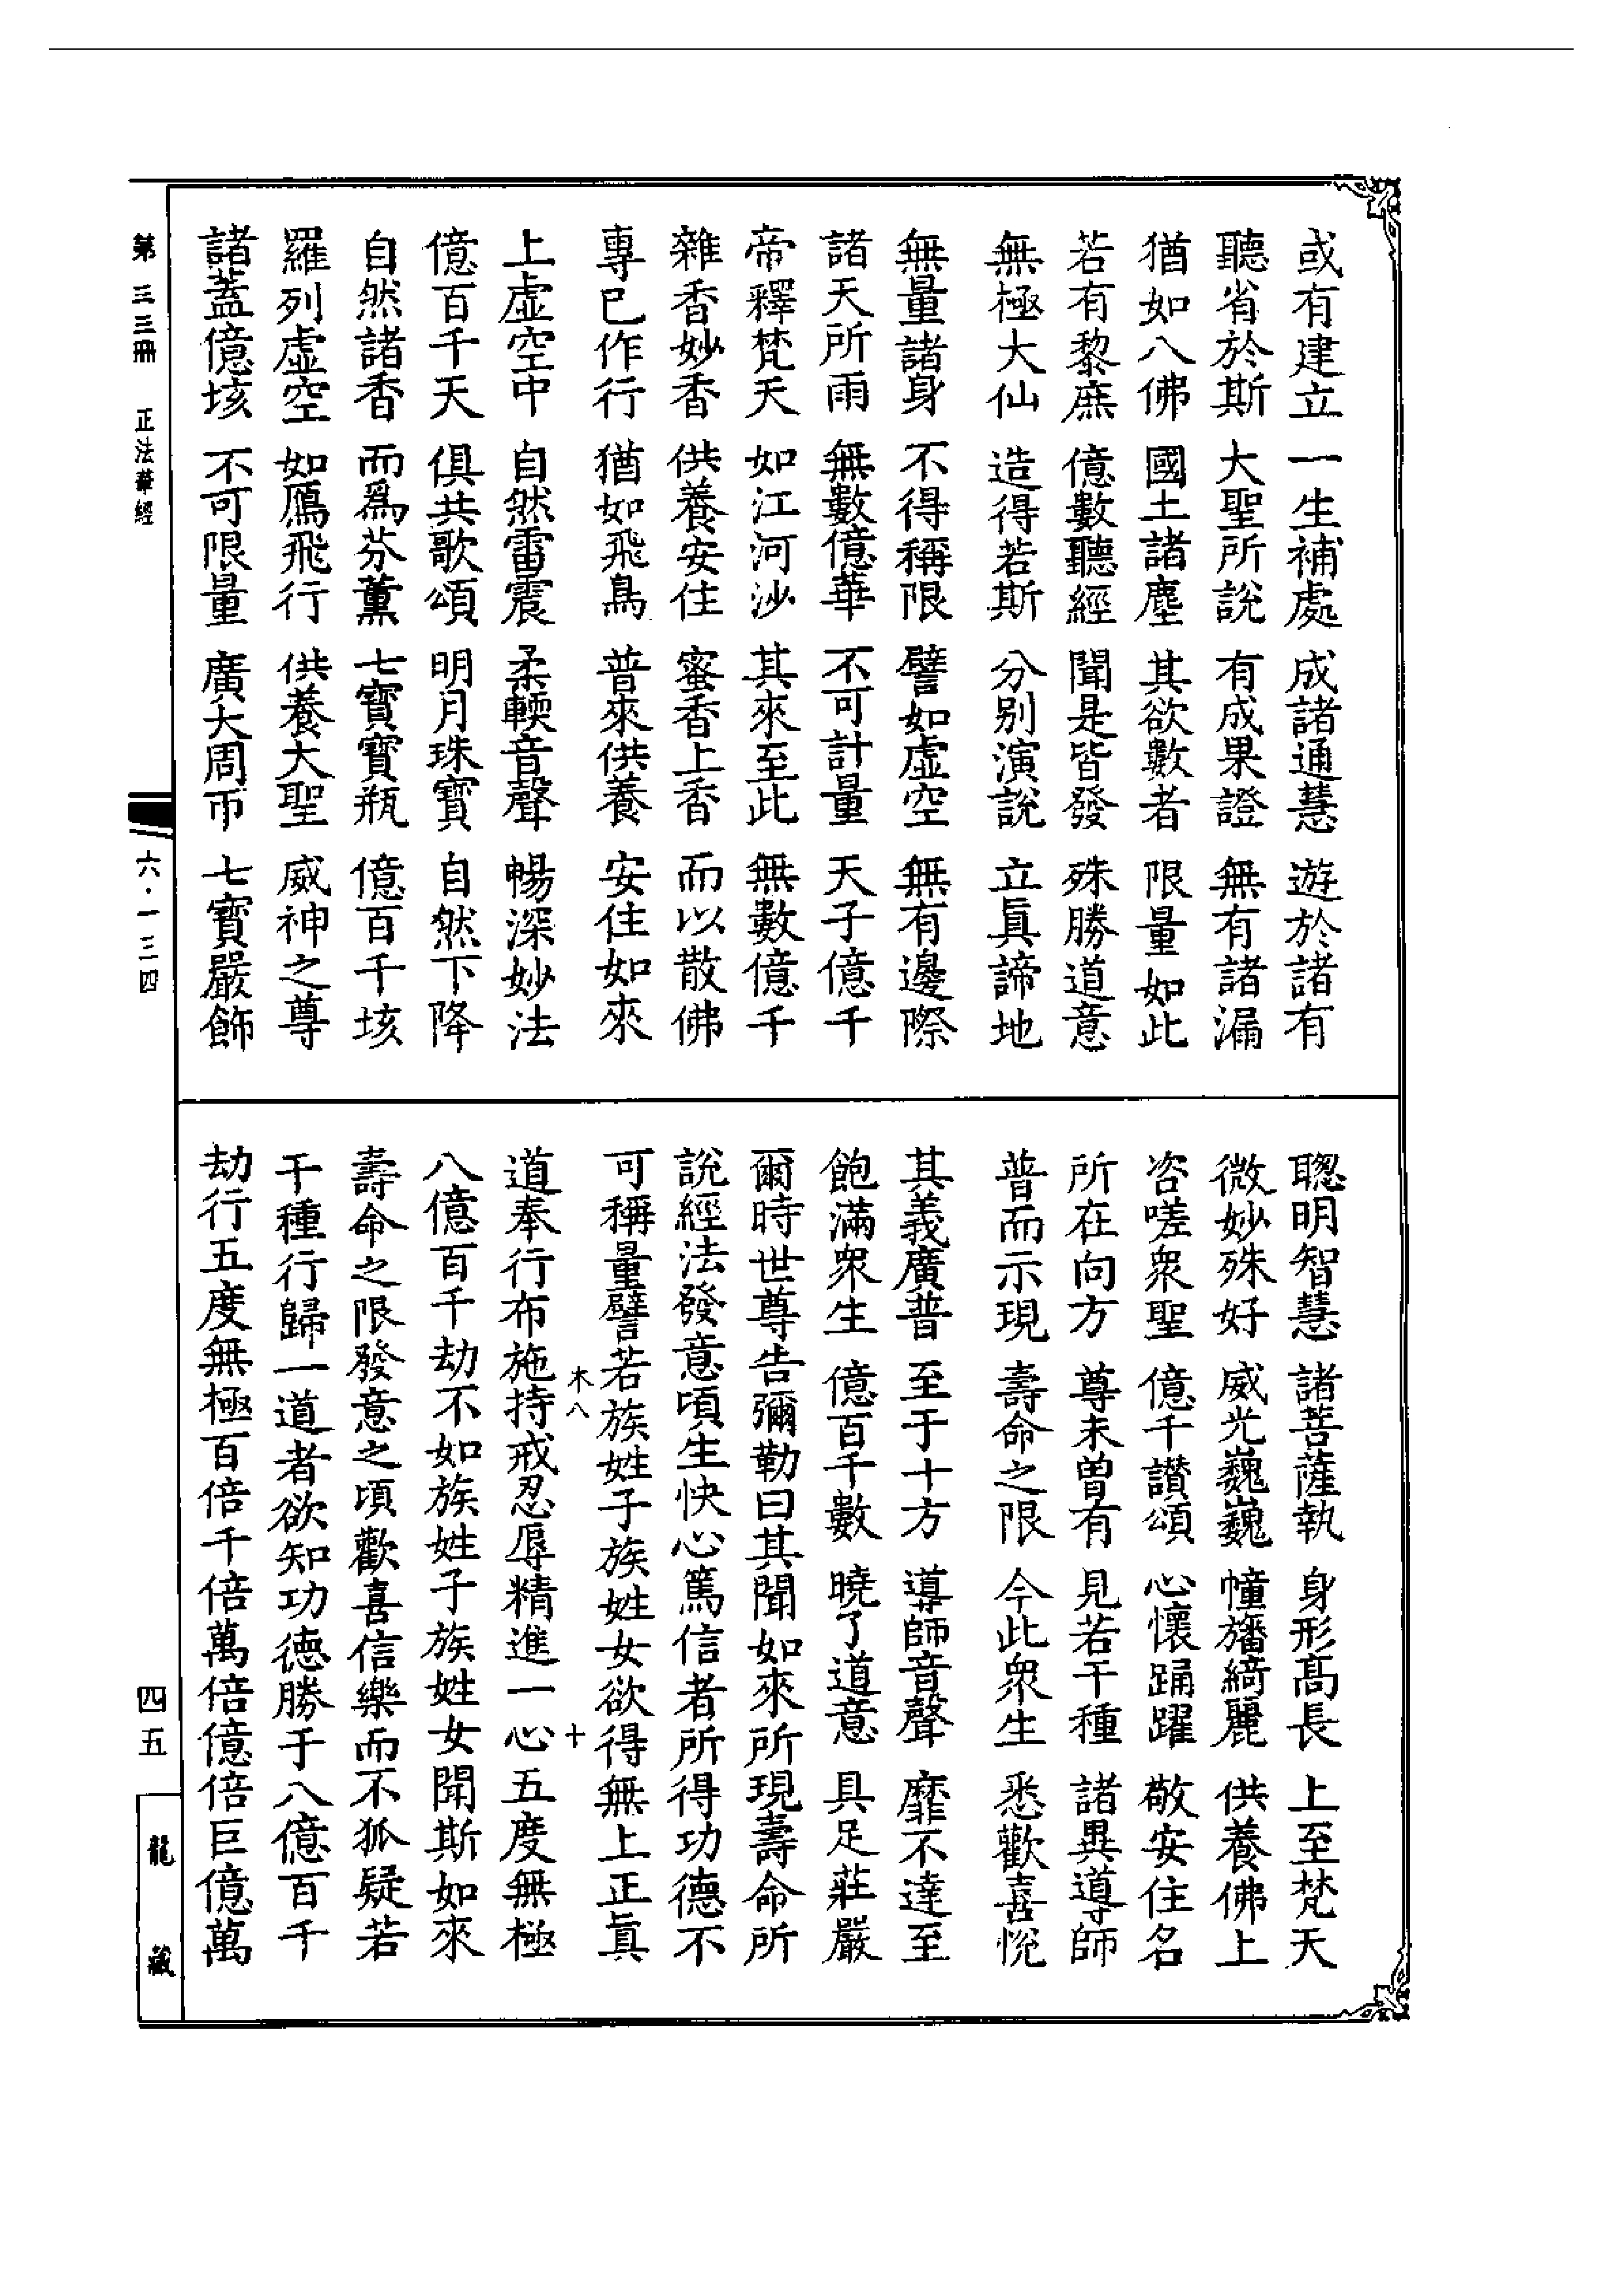 或有建立 一生補處 成諸通慧 遊於諸有
聽省於斯 大聖所說 有成果證 無有諸漏
猶如八佛 國土諸塵 其欲數者 限量如此
若有黎庶 億數聽經 聞是皆發 殊勝道意
無極大仙 造得若斯 分別演說 立眞諦地
無量諸身 不得稱限 譬如虛空 無有邊際
諸天所雨 無數億華 不可計量 天子億千
帝釋梵天 如江河沙 其來至此 無數億千
雜香妙香 供養安住 蜜香上香 而以散佛
專已作行 猶如飛鳥 普來供養 安住如來
上虛空中 自然雷震 柔輭音聲 暢深妙法
億百千天 俱共歌頌 明月珠寶 自然下降
自然諸香 而爲芬薰 七寶寶瓶 億百千垓
羅列虛空 如鴈飛行 供養大聖 威神之尊
諸蓋億垓 不可限量 廣大周帀 七寶嚴飾
聰明智慧 諸菩薩執 身形髙長 上至梵天
微妙殊好 威光巍巍 幢旛綺麗 供養佛上
咨嗟衆聖 億千讃頌 心懷踊躍 敬安住名
所在向方 尊未曾有 見若干種 諸異導師
普而示現 壽命之限 今此衆生 悉歡喜悅
其義廣普 至于十方 導師音聲 靡不達至
飽滿衆生 億百千數 曉了道意 具足莊嚴
爾時世尊告彌勒曰其聞如來所現壽命所
說經法發意頃生快心篤信者所得功德不
可稱量譬若族姓子族姓女欲得無上正眞
木八 十
道奉行布施持戒忍辱精進一心五度無極
八億百千劫不如族姓子族姓女聞斯如來
壽命之限發意之頃歡喜信樂而不狐疑若
干種行歸一道者欲知功德勝于八億百千
劫行五度無極百倍千倍萬倍億倍巨億萬
第三三冊 正法華經 六·一三四 四五 龍藏